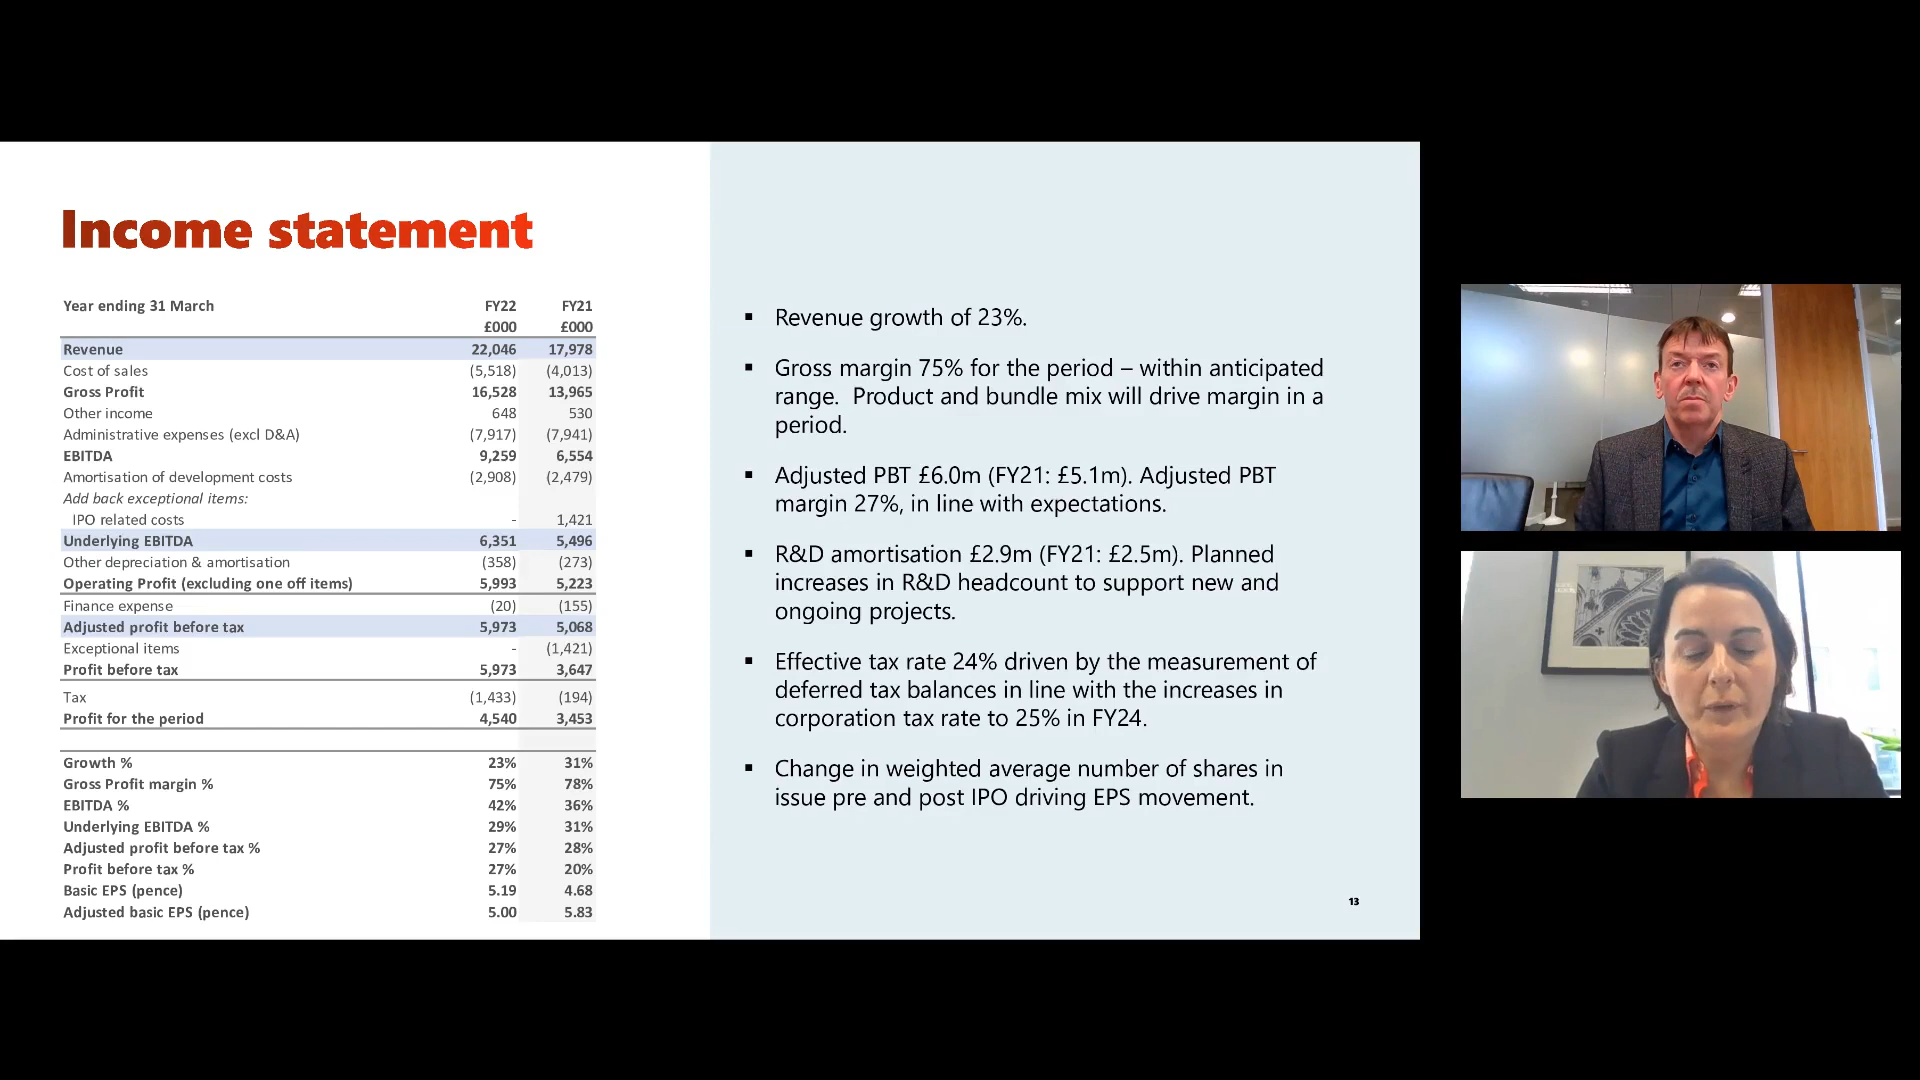 Income statement
Year ending 31 March FY22 FY21
£000 £000
Revenue 22,046 17,978
Cost of sales (5,518) (4,013)
Gross Profit 16,528 13,965
Other income 648 530
Administrative expenses (excl D&A) (7,917) (7,941)
EBITDA 9,259 6,554
Amortisation of development costs (2,908) (2,479)
Add back exceptional items:
IPO related costs - 1,421
Underlying EBITDA 6,351 5,496
Other depreciation & amortisation (358) (273)
Operating Profit (excluding one off items) 5,993 5,223
Finance expense (20) (155)
Adjusted profit before tax 5,973 5,068
Exceptional items - (1,421)
Profit before tax 5,973 3,647
Tax (1,433) (194)
Profit for the period 4,540 3,453
Growth % 23% 31%
Gross Profit margin % 75% 78%
EBITDA % 42% 36%
Underlying EBITDA % 29% 31%
Adjusted profit before tax % 27% 28%
Profit before tax % 27% 20%
Basic EPS (pence) 5.19 4.68
Adjusted basic EPS (pence) 5.00 5.83
▪ Revenue growth of 23%.
▪ Gross margin 75% for the period – within anticipated
range. Product and bundle mix will drive margin in a
period.
▪ Adjusted PBT £6.0m (FY21: £5.1m). Adjusted PBT
margin 27%, in line with expectations.
▪ R&D amortisation £2.9m (FY21: £2.5m). Planned
increases in R&D headcount to support new and
ongoing projects.
▪ Effective tax rate 24% driven by the measurement of
deferred tax balances in line with the increases in
corporation tax rate to 25% in FY24.
▪ Change in weighted average number of shares in
issue pre and post IPO driving EPS movement.
13